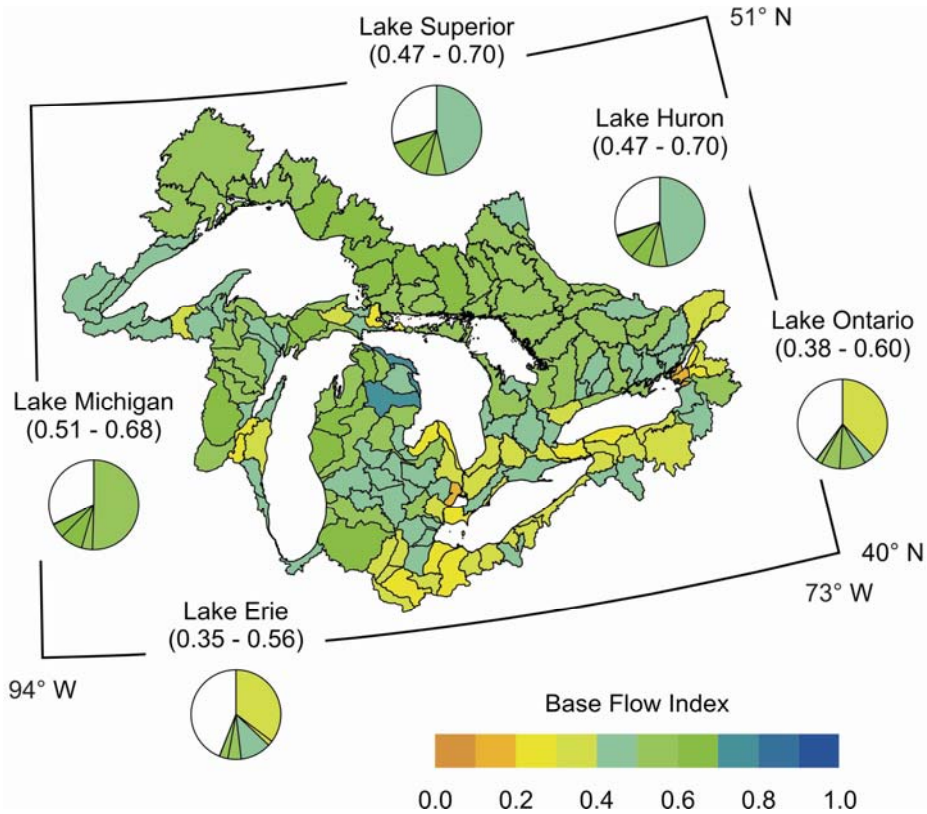 51° N
Lake Superior
(0.47 - 0.70)
Lake Huron
(0.47 - 0.70)
Lake Ontario
(0.38 - 0.60)
Lake Michigan
(0.51 - 0.68)
40° N
73° W
Lake Erie
(0.35 - 0.56)
94° W
Base Flow Index
0.0 0.2 0.4 0.6 0.8 1.0